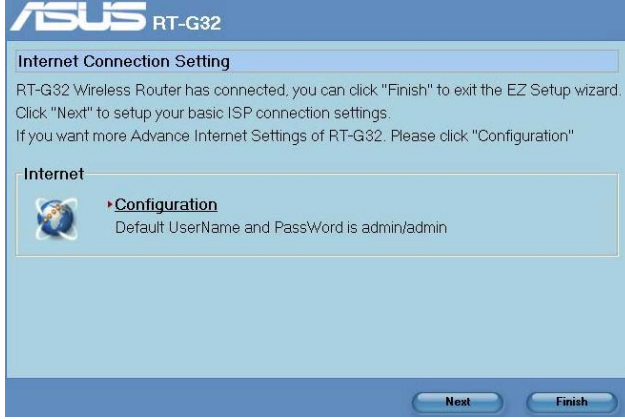 ASUS RT-G32
Internet Connection Setting
RT-G32 Wireless Router has connected, you can click "Finish" to exit the EZ Setup wizard.
Click "Next" to setup your basic ISP connection settings.
If you want more Advance Internet Settings of RT-G32. Please click "Configuration"
Internet
Configuration
Default UserName and PassWord is admin/admin
Next Finish